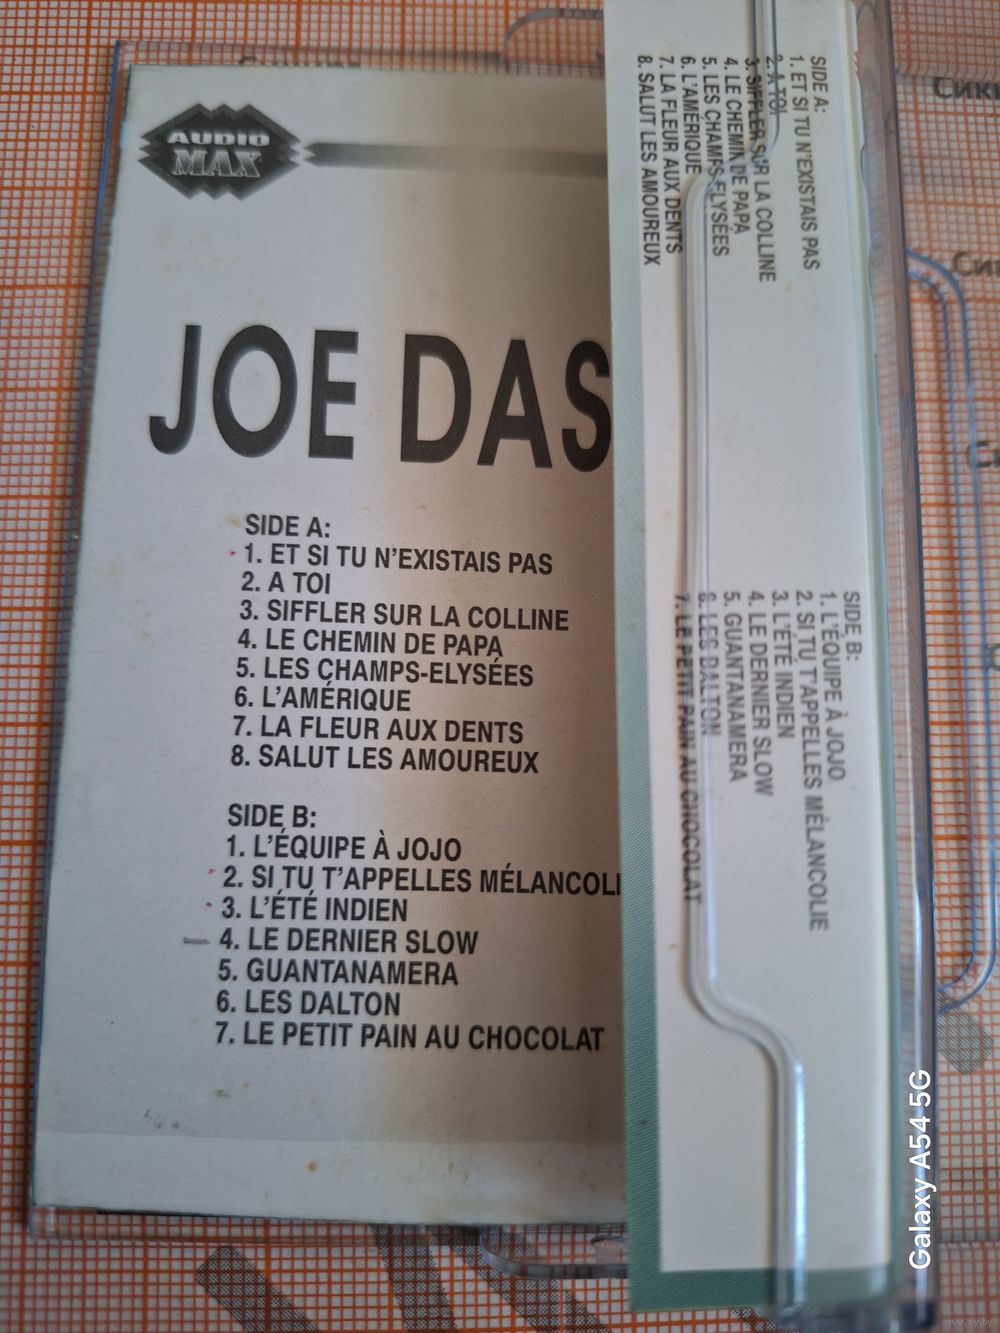 AUDIO
MAX
JOE DAS
SIDE A:
1. ET SI TU N'EXISTAIS PAS
2. A TOI
3. SIFFLER SUR LA COLLINE
4. LE CHEMIN DE PAPA
5. LES CHAMPS-ELYSÉES
6. L'AMÉRIQUE
7. LA FLEUR AUX DENTS
8. SALUT LES AMOUREUX
SIDE B:
1. L'ÉQUIPE À JOJO
2. SI TU T'APPELLES MÉLANCOLI
3. L'ÉTÉ INDIEN
4. LE DERNIER SLOW
5. GUANTANAMERA
6. LES DALTON
7. LE PETIT PAIN AU CHOCOLAT
SIDE A:
1. ET SI TU N'EXISTAIS PAS
2. A TOI
3. SIFFLER SUR LA COLLINE
4. LE CHEMIN DE PAPA
5. LES CHAMPS-ELYSÉES
6. L'AMÉRIQUE
7. LA FLEUR AUX DENTS
8. SALUT LES AMOUREUX
SIDE B:
1. L'ÉQUIPE À JOJO
2. SI TU T'APPELLES MÉLANCOLIE
3. L'ÉTÉ INDIEN
4. LE DERNIER SLOW
5. GUANTANAMERA
6. LES DALTON
7. LE PETIT PAIN AU CHOCOLAT
Galaxy A54 5G